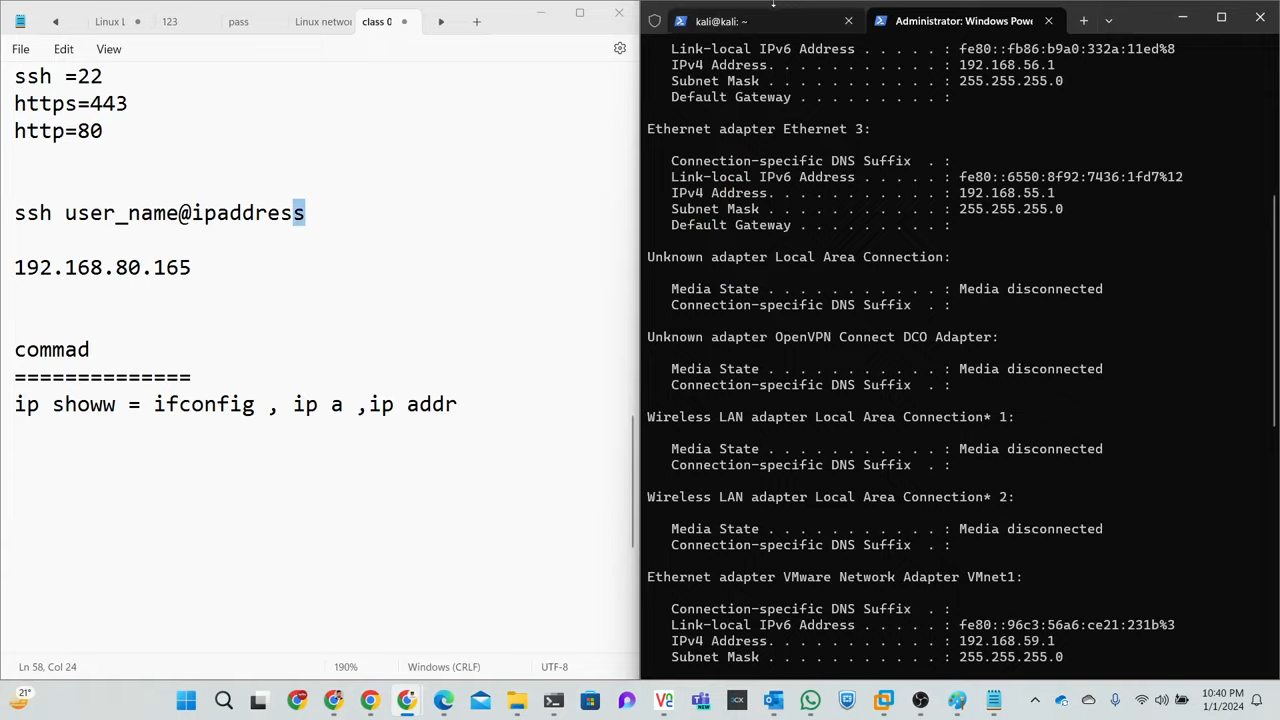 Linux l
123
pass
Linux networ
class 0
File Edit View
ssh =22
https=443
http=80
ssh user_name@ipaddress
192.168.80.165
commad
==============
ip showw = ifconfig , ip a ,ip addr
Ln 58, Col 24
190%
Windows (CRLF)
UTF-8
kali@kali: ~
Administrator: Windows Pow
Link-local IPv6 Address . . . . . : fe80::fb86:b9a0:332a:11ed%8
IPv4 Address. . . . . . . . . . . : 192.168.56.1
Subnet Mask . . . . . . . . . . . : 255.255.255.0
Default Gateway . . . . . . . . . :
Ethernet adapter Ethernet 3:
Connection-specific DNS Suffix . :
Link-local IPv6 Address . . . . . : fe80::6550:8f92:7436:1fd7%12
IPv4 Address. . . . . . . . . . . : 192.168.55.1
Subnet Mask . . . . . . . . . . . : 255.255.255.0
Default Gateway . . . . . . . . . :
Unknown adapter Local Area Connection:
Media State . . . . . . . . . . . : Media disconnected
Connection-specific DNS Suffix . :
Unknown adapter OpenVPN Connect DCO Adapter:
Media State . . . . . . . . . . . : Media disconnected
Connection-specific DNS Suffix . :
Wireless LAN adapter Local Area Connection* 1:
Media State . . . . . . . . . . . : Media disconnected
Connection-specific DNS Suffix . :
Wireless LAN adapter Local Area Connection* 2:
Media State . . . . . . . . . . . : Media disconnected
Connection-specific DNS Suffix . :
Ethernet adapter VMware Network Adapter VMnet1:
Connection-specific DNS Suffix . :
Link-local IPv6 Address . . . . . : fe80::96c3:56a6:ce21:231b%3
IPv4 Address. . . . . . . . . . . : 192.168.59.1
Subnet Mask . . . . . . . . . . . : 255.255.255.0
21°
10:40 PM
1/1/2024